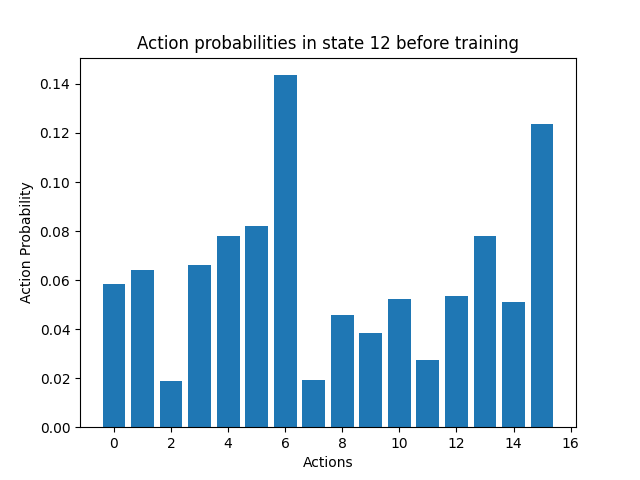 Action probabilities in state 12 before training
0.14
0.12
0.10
0.08
0.06
0.04
0.02
0.00
Action Probability
0 2 4 6 8 10 12 14 16
Actions